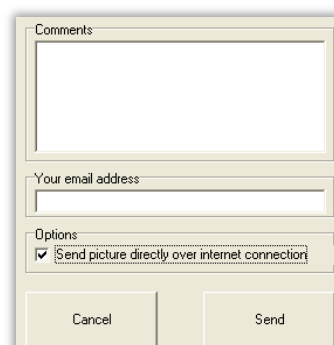 Comments
Your email address
Options
Send picture directly over internet connection
Cancel Send